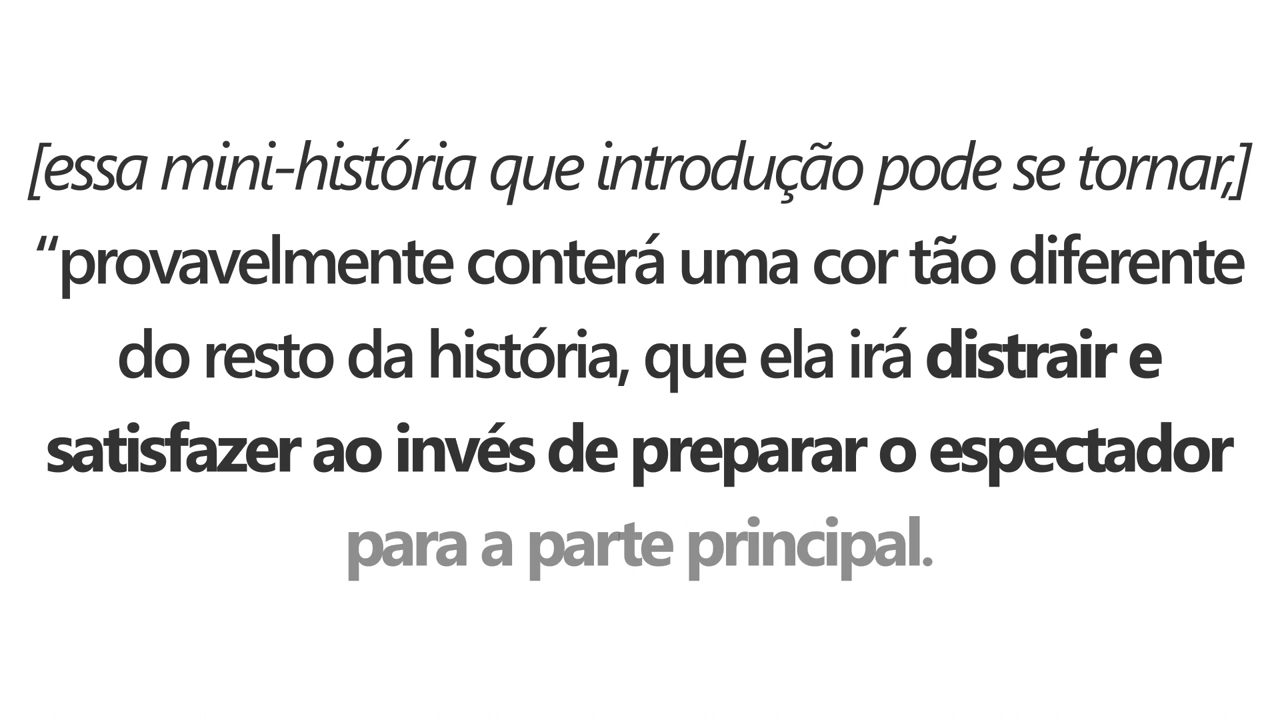 [essa mini-história que introdução pode se tornar,]
“provavelmente conterá uma cor tão diferente
do resto da história, que ela irá distrair e
satisfazer ao invés de preparar o espectador
para a parte principal.